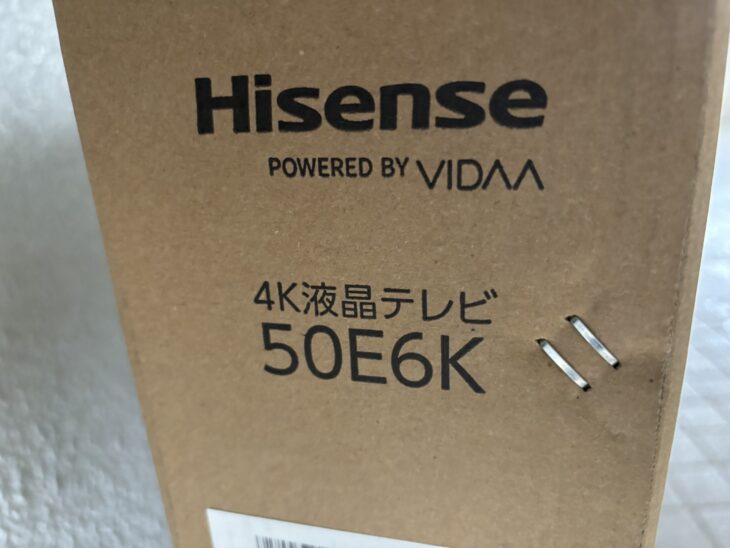 Hisense
POWERED BY VIDAA
4K液晶テレビ
50E6K